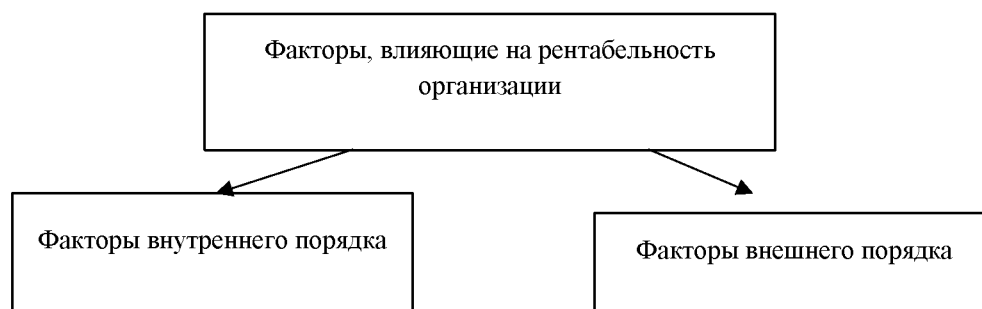 Факторы, влияющие на рентабельность
организации
Факторы внутреннего порядка
Факторы внешнего порядка